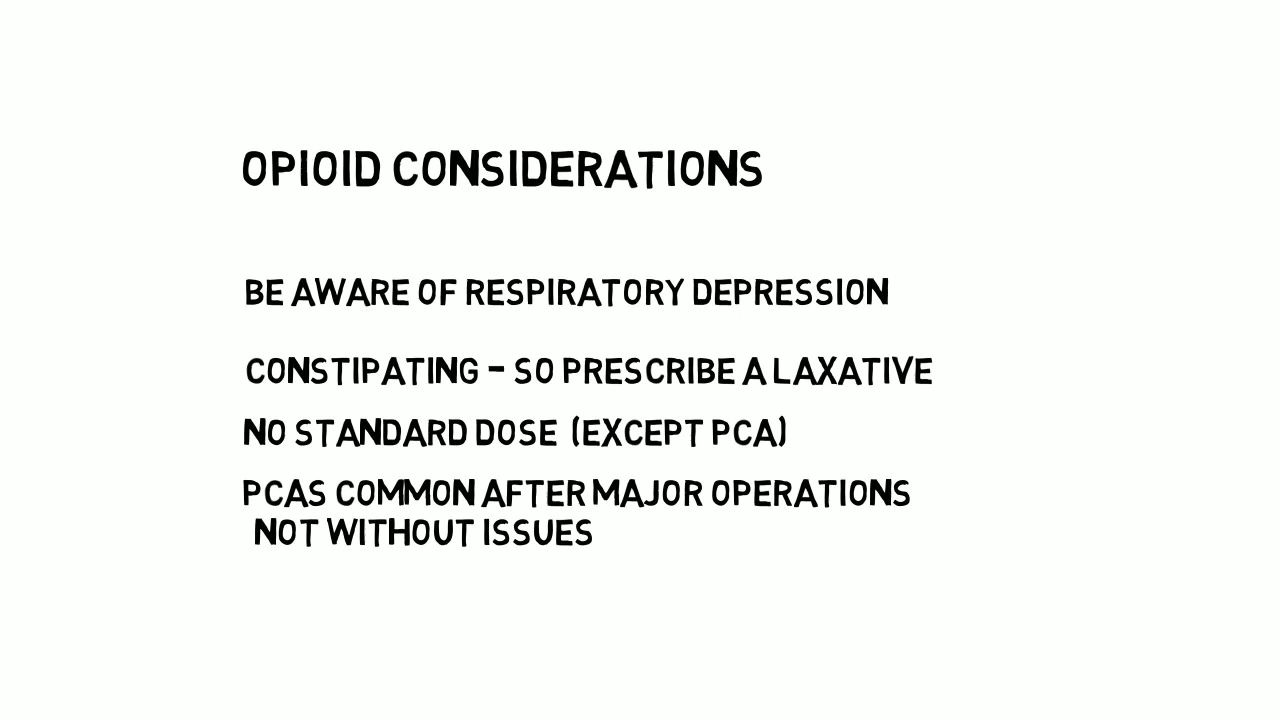 OPIOID CONSIDERATIONS
BE AWARE OF RESPIRATORY DEPRESSION
CONSTIPATING - SO PRESCRIBE A LAXATIVE
NO STANDARD DOSE (EXCEPT PCA)
PCAS COMMON AFTER MAJOR OPERATIONS
NOT WITHOUT ISSUES